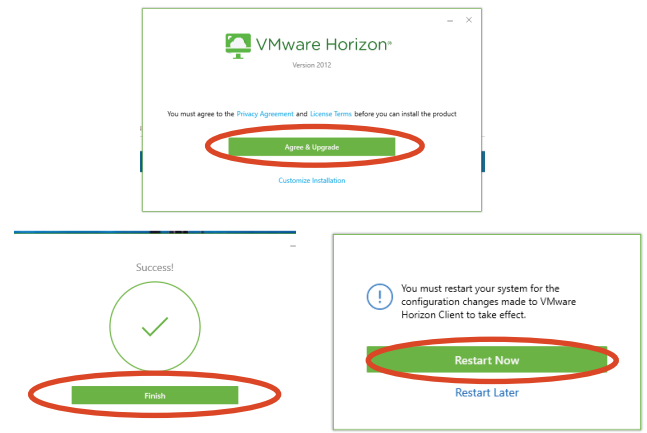 VMware Horizon®
Version 2012
You must agree to the Privacy Agreement and License Terms before you can install the product
Agree & Upgrade
Customize Installation
Success!
Finish
You must restart your system for the
configuration changes made to VMware
Horizon Client to take effect.
Restart Now
Restart Later